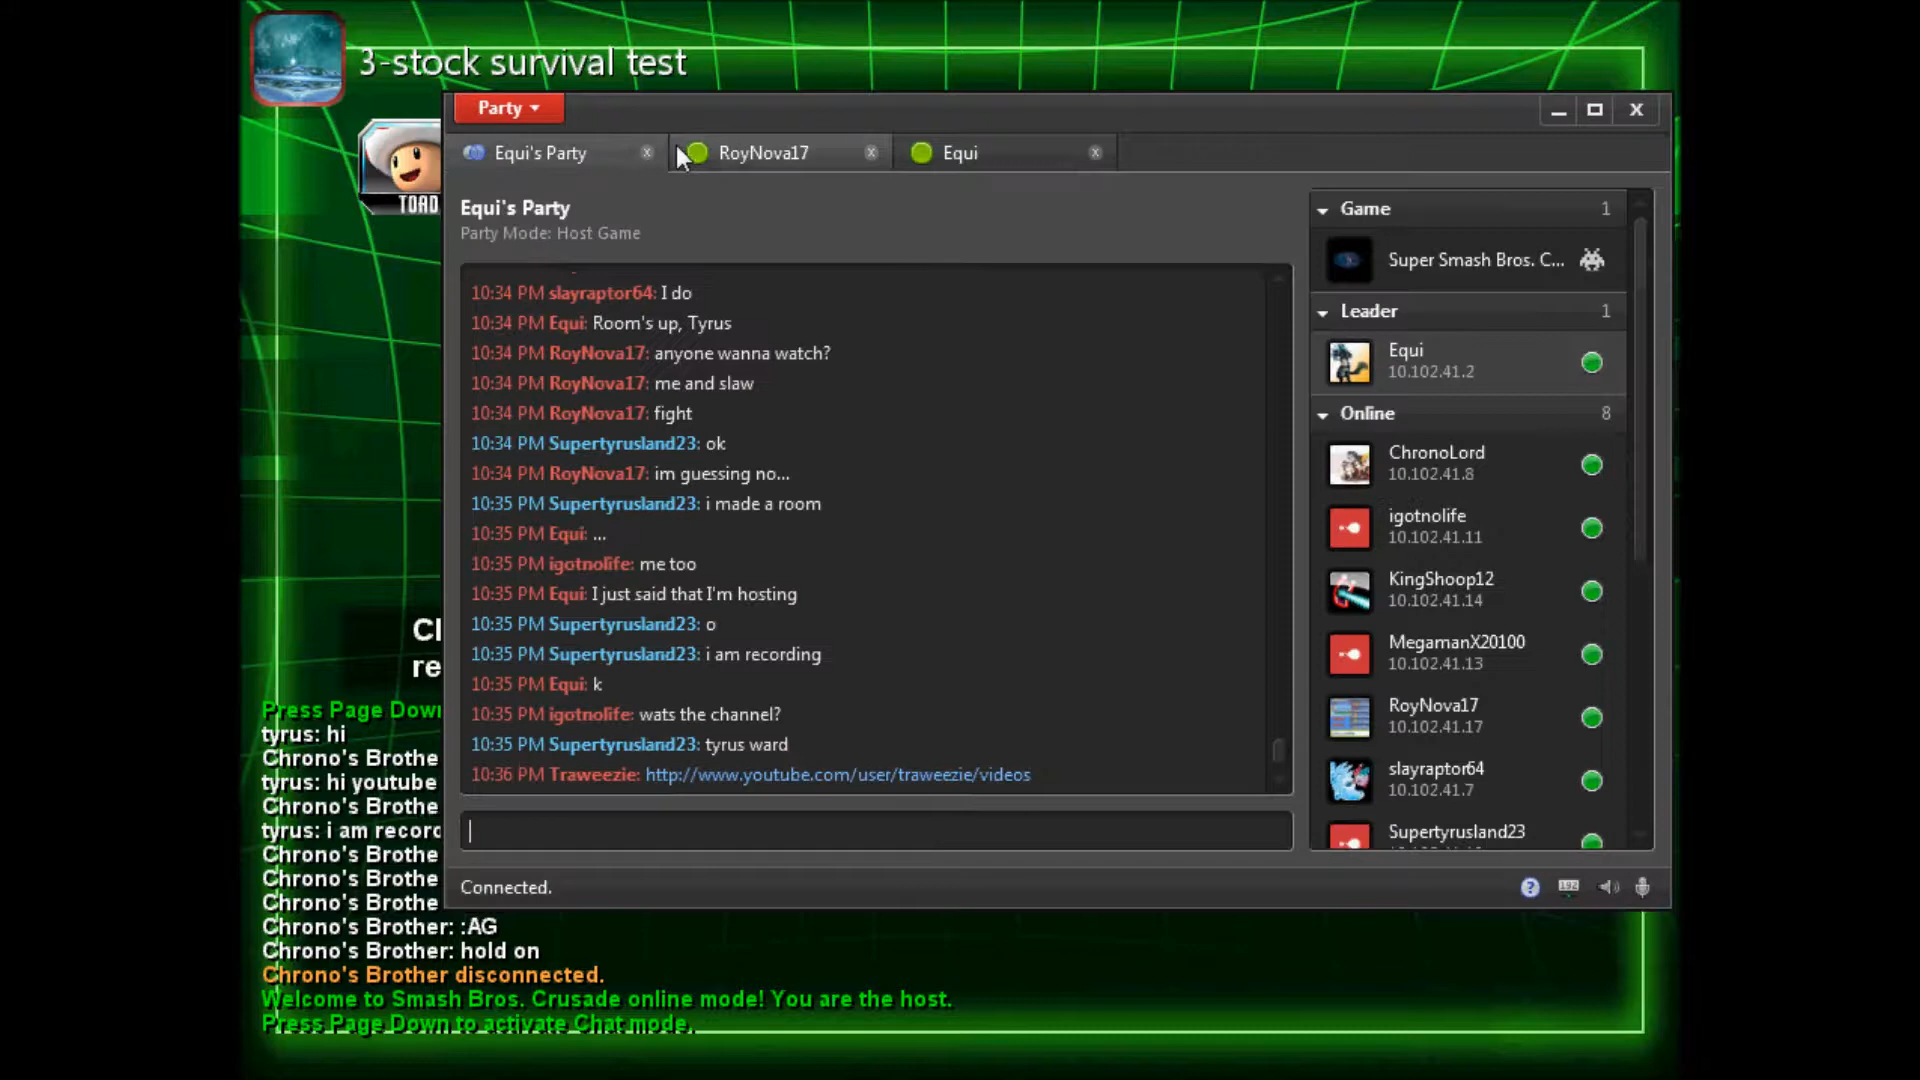 3-stock survival test
Party
Equi's Party
RoyNova17
Equi
TOAD
Equi's Party
Party Mode: Host Game
10:34 PM slayraptor64: I do
10:34 PM Equi: Room's up, Tyrus
10:34 PM RoyNova17: anyone wanna watch?
10:34 PM RoyNova17: me and slaw
10:34 PM RoyNova17: fight
10:34 PM Supertyrusland23: ok
10:34 PM RoyNova17: im guessing no...
10:35 PM Supertyrusland23: i made a room
10:35 PM Equi: ...
10:35 PM igotnolife: me too
10:35 PM Equi: I just said that I'm hosting
10:35 PM Supertyrusland23: o
10:35 PM Supertyrusland23: i am recording
10:35 PM Equi: k
10:35 PM igotnolife: wats the channel?
10:35 PM Supertyrusland23: tyrus ward
10:36 PM Traweezie: http://www.youtube.com/user/traweezie/videos
Connected.
Game 1
Super Smash Bros. C...
Leader 1
Equi
10.102.41.2
Online 8
ChronoLord
10.102.41.8
igotnolife
10.102.41.11
KingShoop12
10.102.41.14
MegamanX20100
10.102.41.13
RoyNova17
10.102.41.17
slayraptor64
10.102.41.7
Supertyrusland23
192
Press Page Down
tyrus: hi
Chrono's Brothe
tyrus: hi youtube
Chrono's Brothe
tyrus: i am recor
Chrono's Brothe
Chrono's Brothe
Chrono's Brothe
Chrono's Brother: :AG
Chrono's Brother: hold on
Chrono's Brother disconnected.
Welcome to Smash Bros. Crusade online mode! You are the host.
Press Page Down to activate Chat mode.